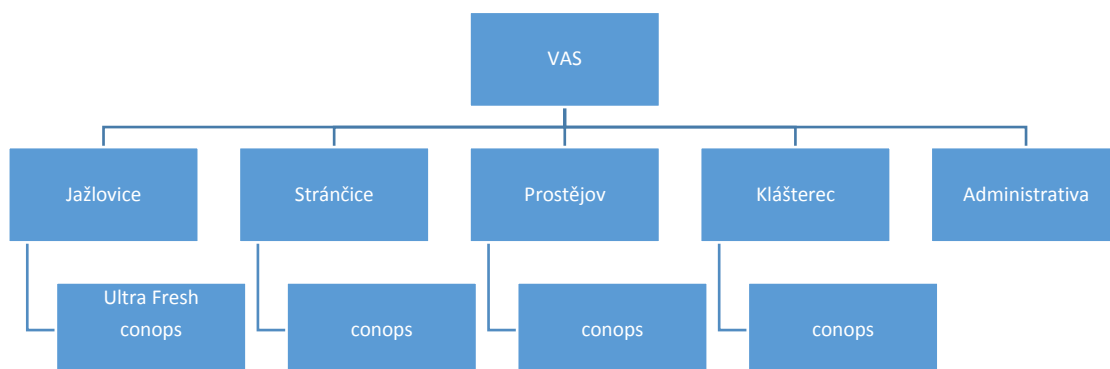 VAS
Jažlovice
Stránčice
Prostějov
Klášterec
Administrativa
Ultra Fresh
conops
conops
conops
conops